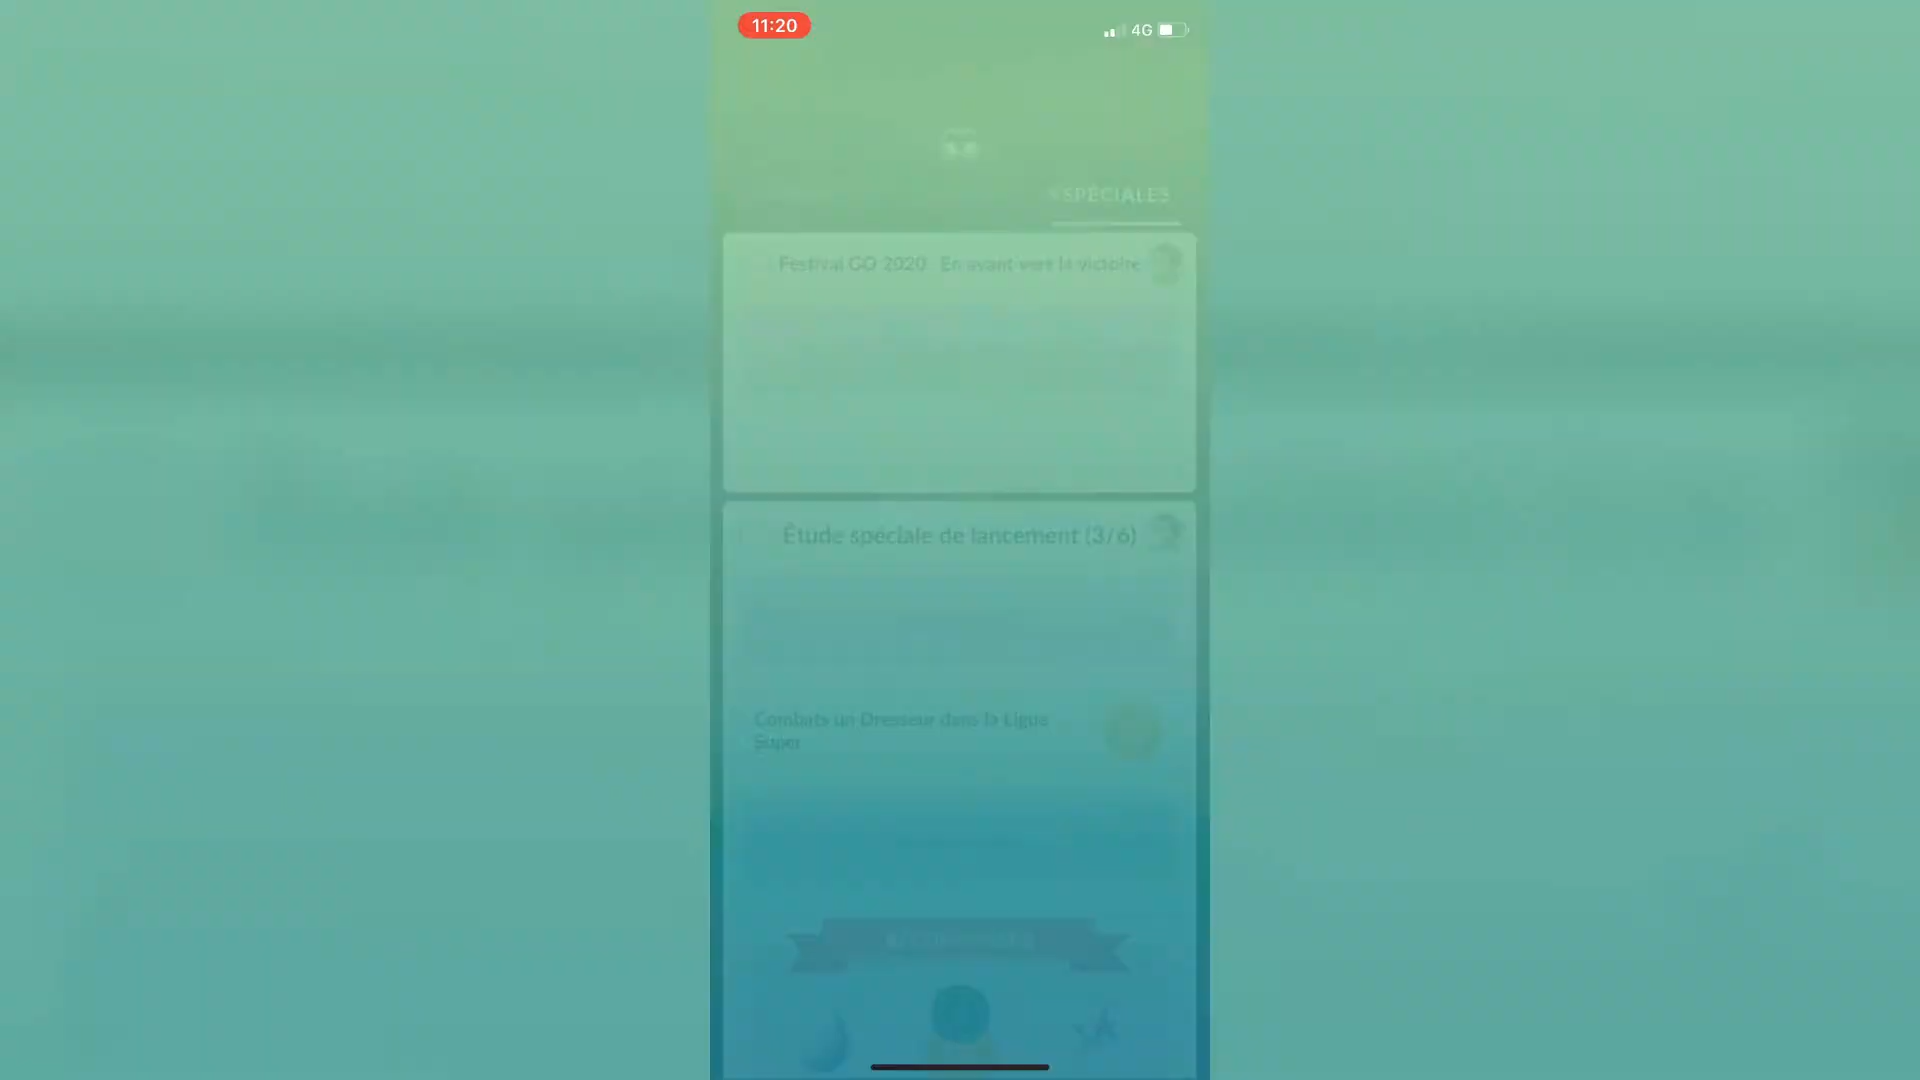 11:20
4G
SPÉCIALES
Festival GO 2020 En avant vers la victoire
Étude spéciale de lancement (3/6)
Combats un Dresseur dans la Ligue
Super
RÉCOMPENSES